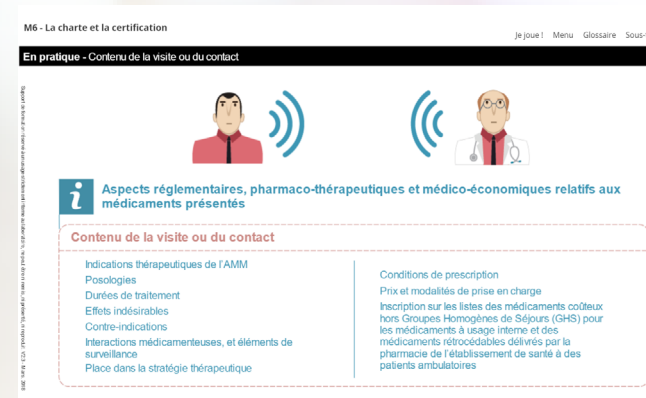 M6 - La charte et la certification
Je joue ! Menu Glossaire
En pratique - Contenu de la visite ou du contact
i
Aspects réglementaires, pharmaco-thérapeutiques et médico-économiques relatifs aux
médicaments présentés
Contenu de la visite ou du contact
Indications thérapeutiques de l'AMM
Posologies
Durées de traitement
Effets indésirables
Contre-indications
Interactions médicamenteuses, et éléments de
surveillance
Place dans la stratégie thérapeutique
Conditions de prescription
Prix et modalités de prise en charge
Inscription sur les listes des médicaments coûteux
hors Groupes Homogènes de Séjours (GHS) pour
les médicaments à usage interne et des
médicaments rétrocédables délivrés par la
pharmacie de l'établissement de santé à des
patients ambulatoires